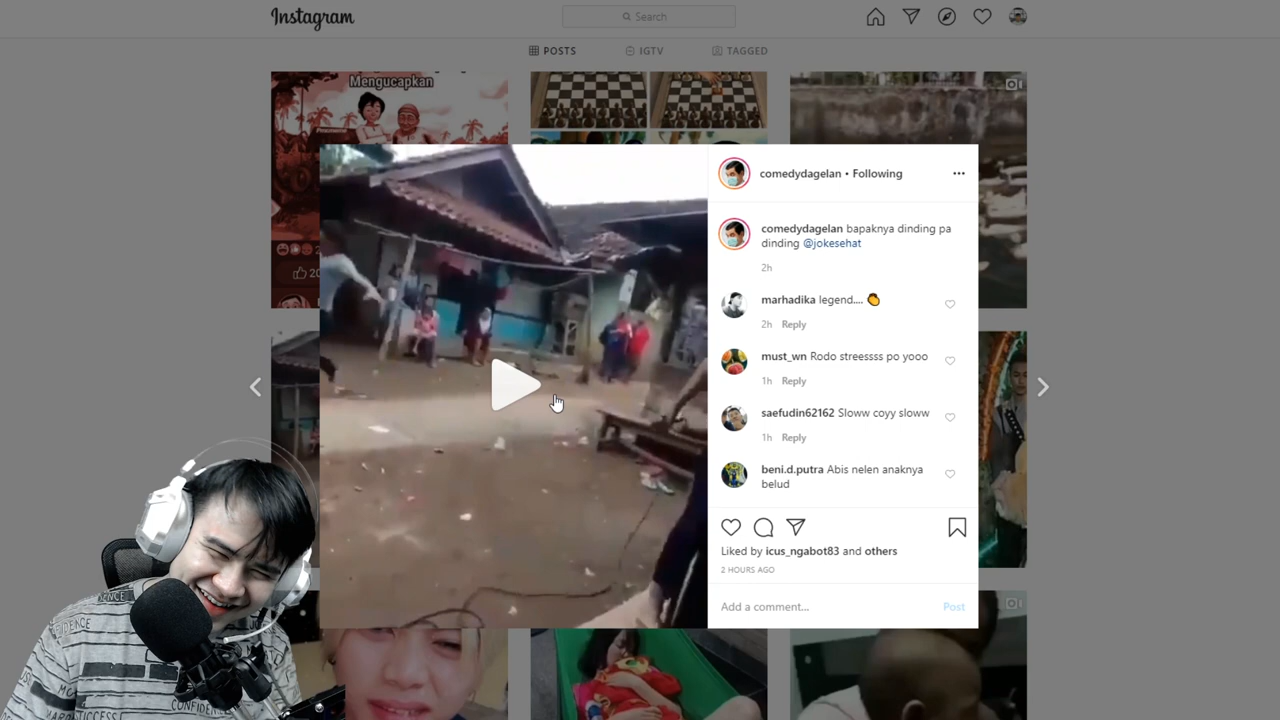 Instagram
Search
POSTS
IGTV
TAGGED
Mengucapkan
comedydagelan • Following
comedydagelan bapaknya dinding pa
dinding @jokesehat
2h
marhadika legend.... 👏
2h Reply
must_wn Rodo streessss po yooo
1h Reply
saefudin62162 Sloww coyy sloww
1h Reply
beni.d.putra Abis nelen anaknya
belud
Liked by icus_ngabot83 and others
2 HOURS AGO
Add a comment...
Post
20